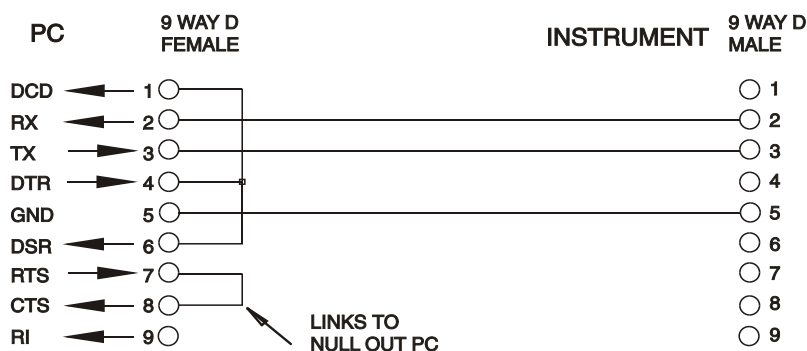 PC
9 WAY D
FEMALE
INSTRUMENT
9 WAY D
MALE
DCD 1 1
RX 2 2
TX 3 3
DTR 4 4
GND 5 5
DSR 6 6
RTS 7 7
CTS 8 8
RI 9 9
LINKS TO
NULL OUT PC